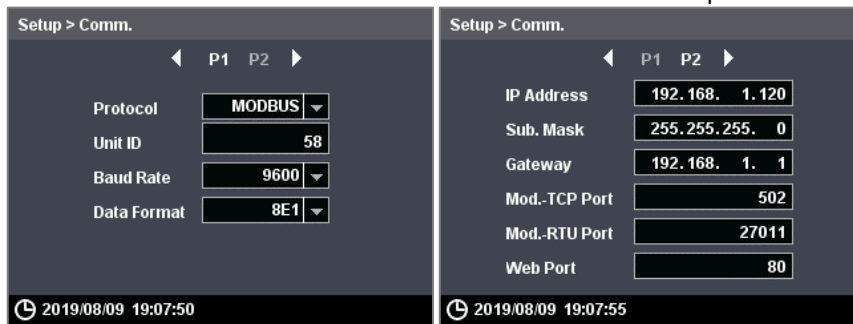 Setup > Comm.
P1 P2
Protocol MODBUS
Unit ID 58
Baud Rate 9600
Data Format 8E1
2019/08/09 19:07:50
Setup > Comm.
P1 P2
IP Address 192.168. 1.120
Sub. Mask 255.255.255. 0
Gateway 192.168. 1. 1
Mod.-TCP Port 502
Mod.-RTU Port 27011
Web Port 80
2019/08/09 19:07:55